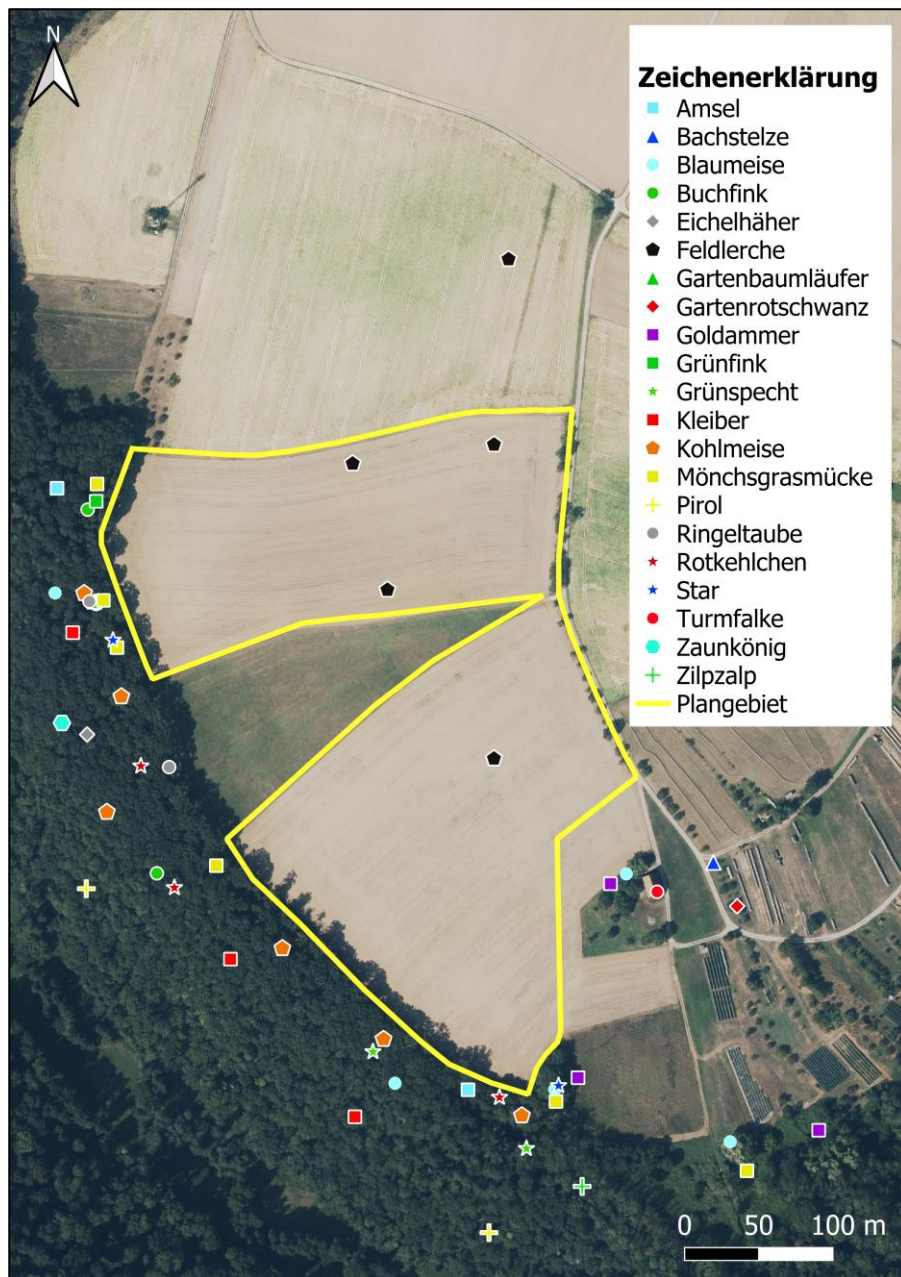 N
Zeichenerklärung
Amsel
Bachstelze
Blaumeise
Buchfink
Eichelhäher
Feldlerche
Gartenbaumläufer
Gartenrotschwanz
Goldammer
Grünfink
Grünspecht
Kleiber
Kohlmeise
Mönchsgrasmücke
Pirol
Ringeltaube
Rotkehlchen
Star
Turmfalke
Zaunkönig
Zilpzalp
Plangebiet
0 50 100 m